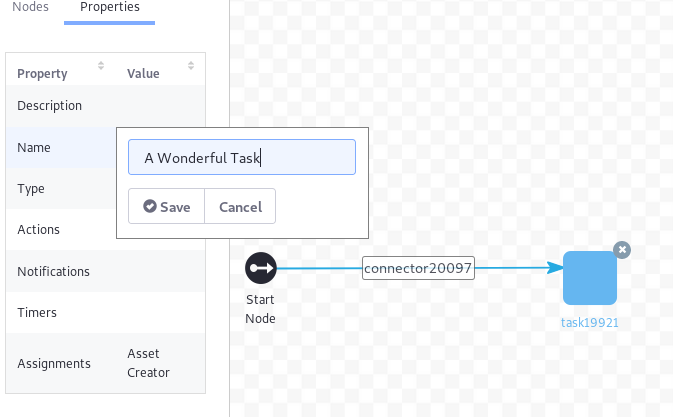 Nodes Properties
Property Value
Description
Name
A Wonderful Task
Type
Save Cancel
Actions
Notifications
Timers
Assignments Asset
Creator
connector20097
Start
Node
task19921